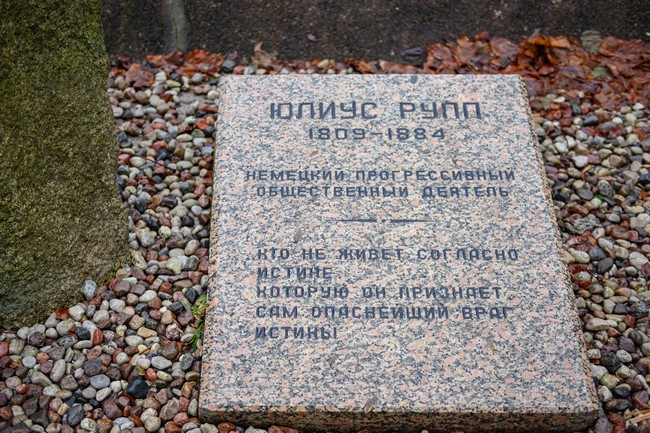 ЮЛИУС РУПП
1809-1884
НЕМЕЦКИЙ ПРОГРЕССИВНЫЙ
ОБЩЕСТВЕННЫЙ ДЕЯТЕЛЬ
КТО НЕ ЖИВЕТ СОГЛАСНО
ИСТИНЕ,
КОТОРУЮ ОН ПРИЗНАЕТ,
САМ ОПАСНЕЙШИЙ ВРАГ
ИСТИНЫ